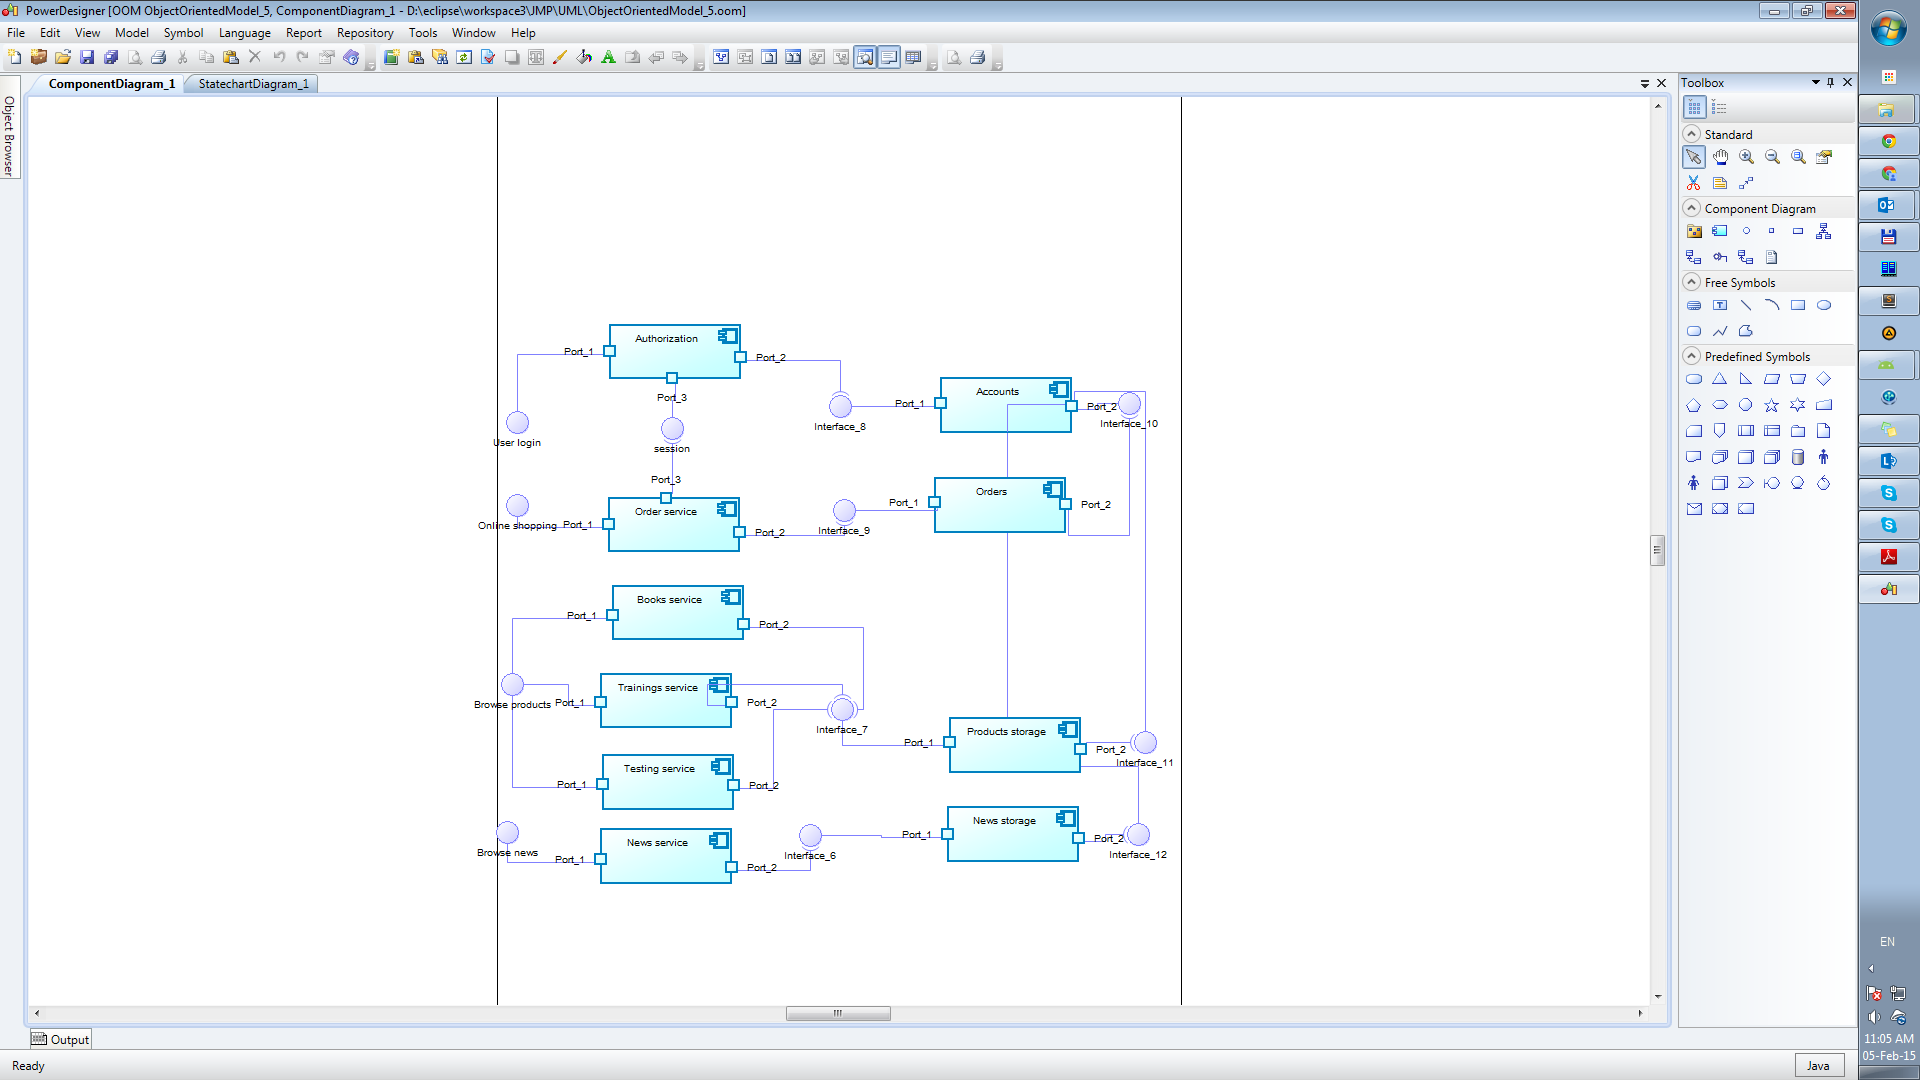 PowerDesigner [OOM ObjectOrientedModel_5, ComponentDiagram_1 - D:\eclipse\workspace3\JMP\UML\ObjectOrientedModel_5.oom]
File Edit View Model Symbol Language Report Repository Tools Window Help
ComponentDiagram_1 StatechartDiagram_1
Object Browser
Toolbox
Standard
Component Diagram
Free Symbols
Predefined Symbols
Authorization
Port_1
Port_2
Port_3
User login
session
Interface_8
Port_1
Accounts
Port_2
Interface_10
Port_3
Online shopping
Port_1
Order service
Port_2
Interface_9
Port_1
Orders
Port_2
Books service
Port_1
Port_2
Browse products
Port_1
Trainings service
Port_2
Interface_7
Port_1
Products storage
Port_2
Interface_11
Testing service
Port_1
Port_2
Browse news
Port_1
News service
Port_2
Interface_6
Port_1
News storage
Port_2
Interface_12
Output
Ready
Java
EN
11:05 AM
05-Feb-15